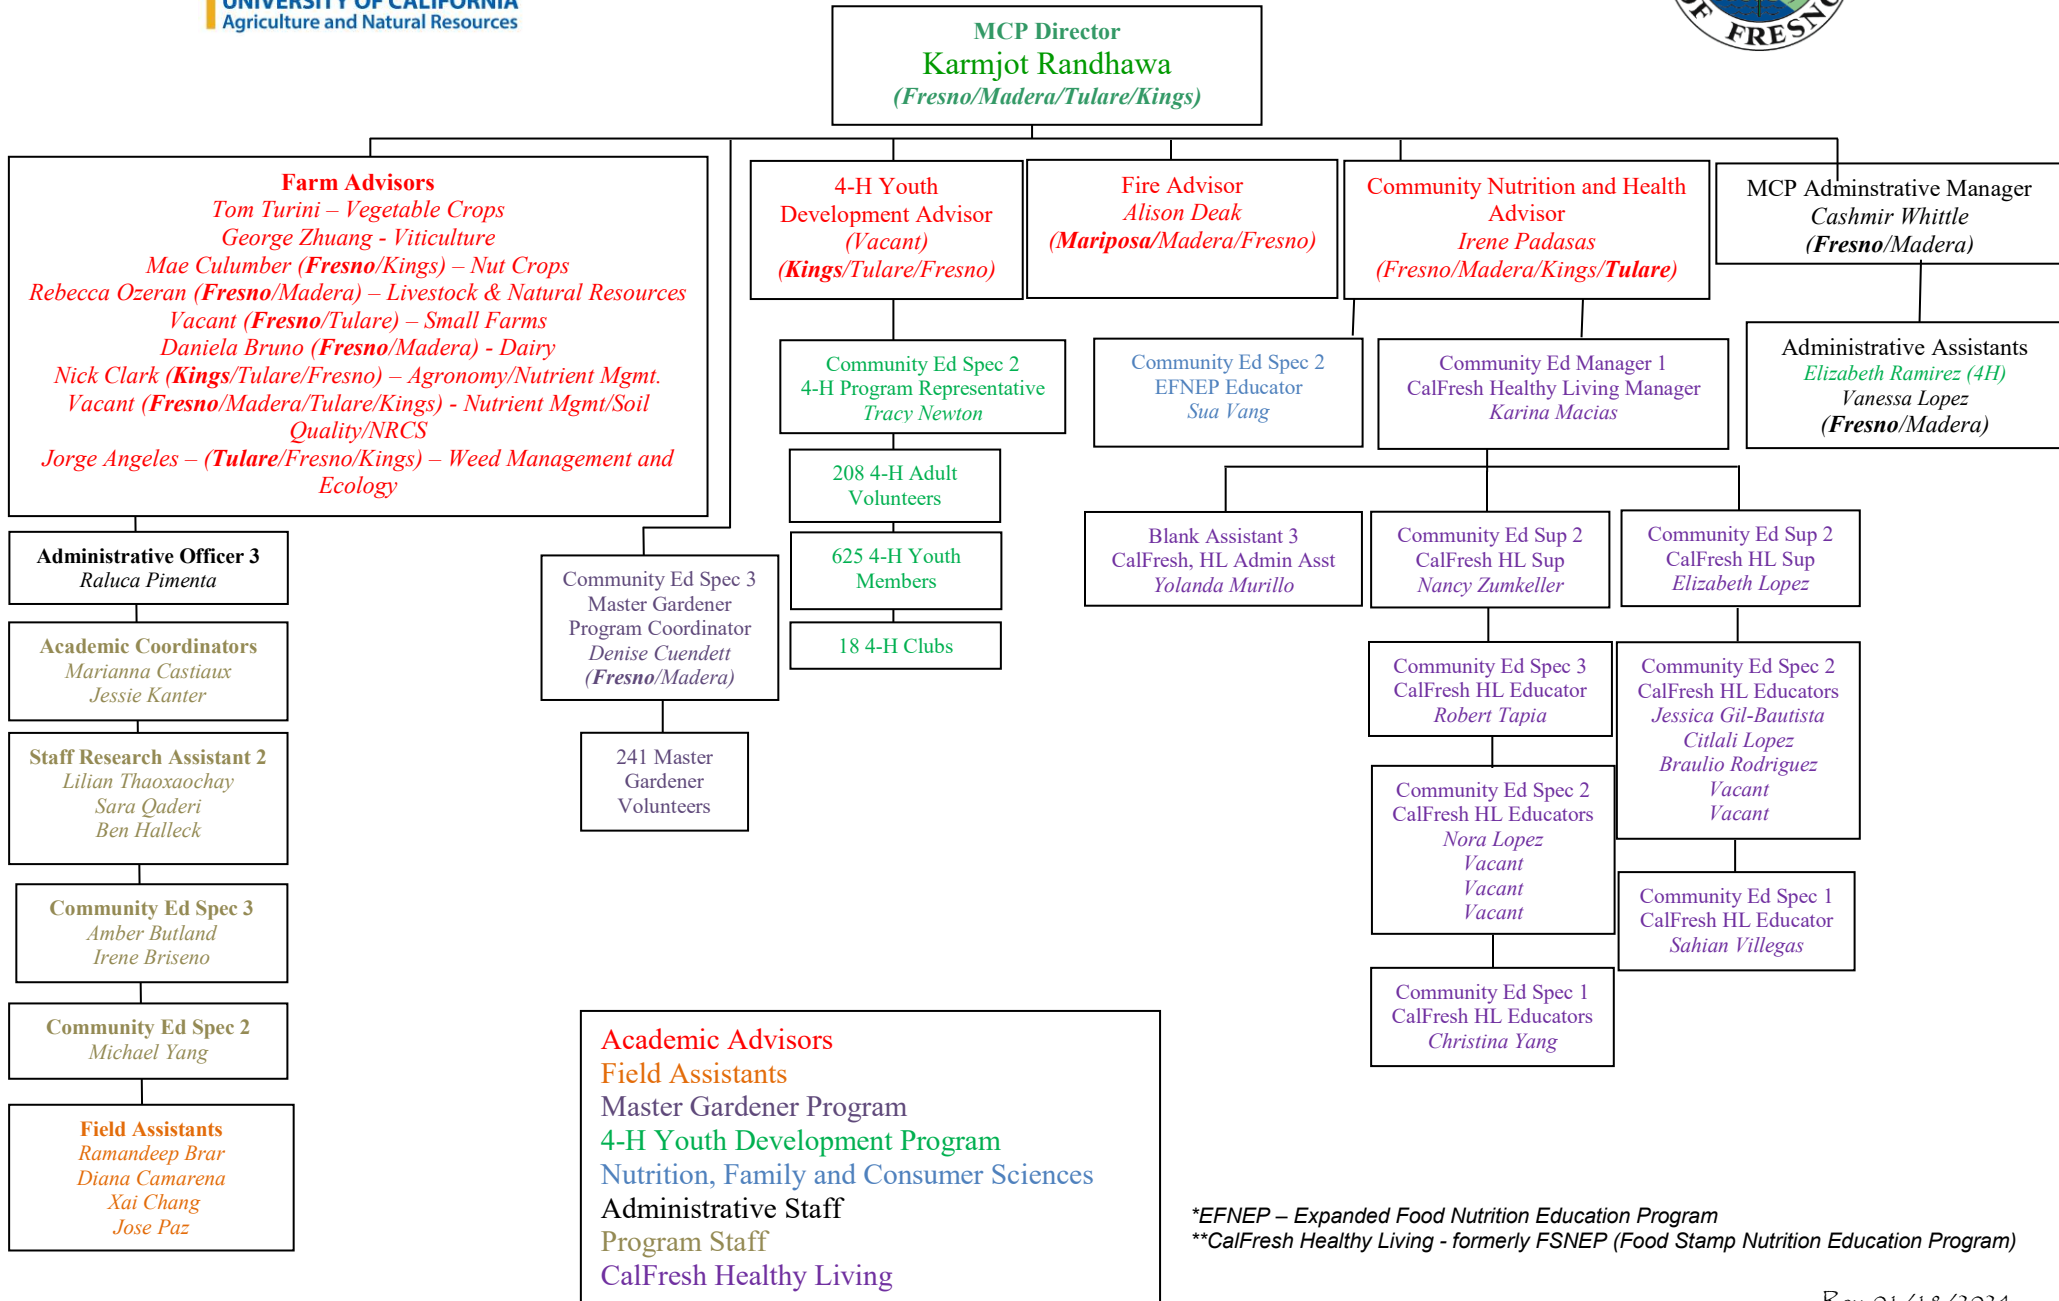 UNIVERSITY OF CALIFORNIA
Agriculture and Natural Resources
OF FRESNO
MCP Director
Karmjot Randhawa
(Fresno/Madera/Tulare/Kings)
Farm Advisors
Tom Turini – Vegetable Crops
George Zhuang - Viticulture
Mae Culumber (Fresno/Kings) – Nut Crops
Rebecca Ozeran (Fresno/Madera) – Livestock & Natural Resources
Vacant (Fresno/Tulare) – Small Farms
Daniela Bruno (Fresno/Madera) - Dairy
Nick Clark (Kings/Tulare/Fresno) – Agronomy/Nutrient Mgmt.
Vacant (Fresno/Madera/Tulare/Kings) - Nutrient Mgmt/Soil
Quality/NRCS
Jorge Angeles – (Tulare/Fresno/Kings) – Weed Management and
Ecology
4-H Youth
Development Advisor
(Vacant)
(Kings/Tulare/Fresno)
Fire Advisor
Alison Deak
(Mariposa/Madera/Fresno)
Community Nutrition and Health
Advisor
Irene Padasas
(Fresno/Madera/Kings/Tulare)
MCP Adminstrative Manager
Cashmir Whittle
(Fresno/Madera)
Community Ed Spec 2
4-H Program Representative
Tracy Newton
Community Ed Spec 2
EFNEP Educator
Sua Vang
Community Ed Manager 1
CalFresh Healthy Living Manager
Karina Macias
Administrative Assistants
Elizabeth Ramirez (4H)
Vanessa Lopez
(Fresno/Madera)
208 4-H Adult
Volunteers
625 4-H Youth
Members
18 4-H Clubs
Administrative Officer 3
Raluca Pimenta
Academic Coordinators
Marianna Castiaux
Jessie Kanter
Staff Research Assistant 2
Lilian Thaoxaochay
Sara Qaderi
Ben Halleck
Community Ed Spec 3
Amber Butland
Irene Briseno
Community Ed Spec 2
Michael Yang
Field Assistants
Ramandeep Brar
Diana Camarena
Xai Chang
Jose Paz
Community Ed Spec 3
Master Gardener
Program Coordinator
Denise Cuendett
(Fresno/Madera)
241 Master
Gardener
Volunteers
Blank Assistant 3
CalFresh, HL Admin Asst
Yolanda Murillo
Community Ed Sup 2
CalFresh HL Sup
Nancy Zumkeller
Community Ed Sup 2
CalFresh HL Sup
Elizabeth Lopez
Community Ed Spec 3
CalFresh HL Educator
Robert Tapia
Community Ed Spec 2
CalFresh HL Educators
Jessica Gil-Bautista
Citlali Lopez
Braulio Rodriguez
Vacant
Vacant
Community Ed Spec 2
CalFresh HL Educators
Nora Lopez
Vacant
Vacant
Vacant
Community Ed Spec 1
CalFresh HL Educator
Sahian Villegas
Community Ed Spec 1
CalFresh HL Educators
Christina Yang
Academic Advisors
Field Assistants
Master Gardener Program
4-H Youth Development Program
Nutrition, Family and Consumer Sciences
Administrative Staff
Program Staff
CalFresh Healthy Living
*EFNEP – Expanded Food Nutrition Education Program
**CalFresh Healthy Living - formerly FSNEP (Food Stamp Nutrition Education Program)
Rev 01/18/2024